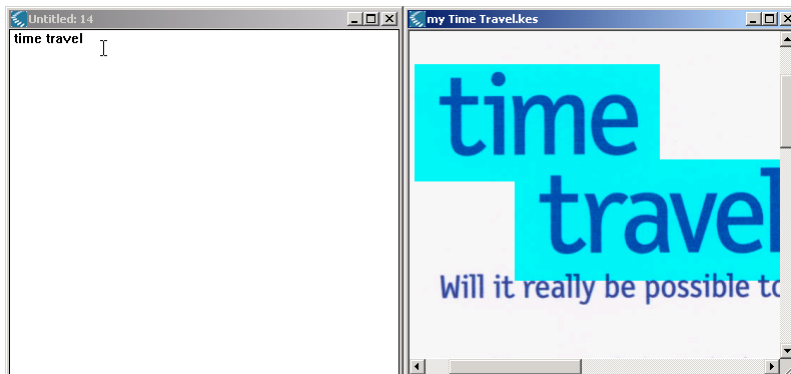 Untitled: 14
time travel
my Time Travel.kes
time
travel
Will it really be possible to